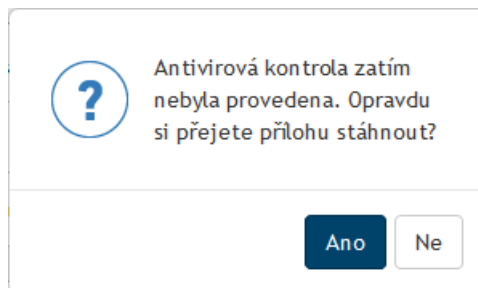 ?
Antivirová kontrola zatím
nebyla provedena. Opravdu
si přejete přílohu stáhnout?
Ano
Ne